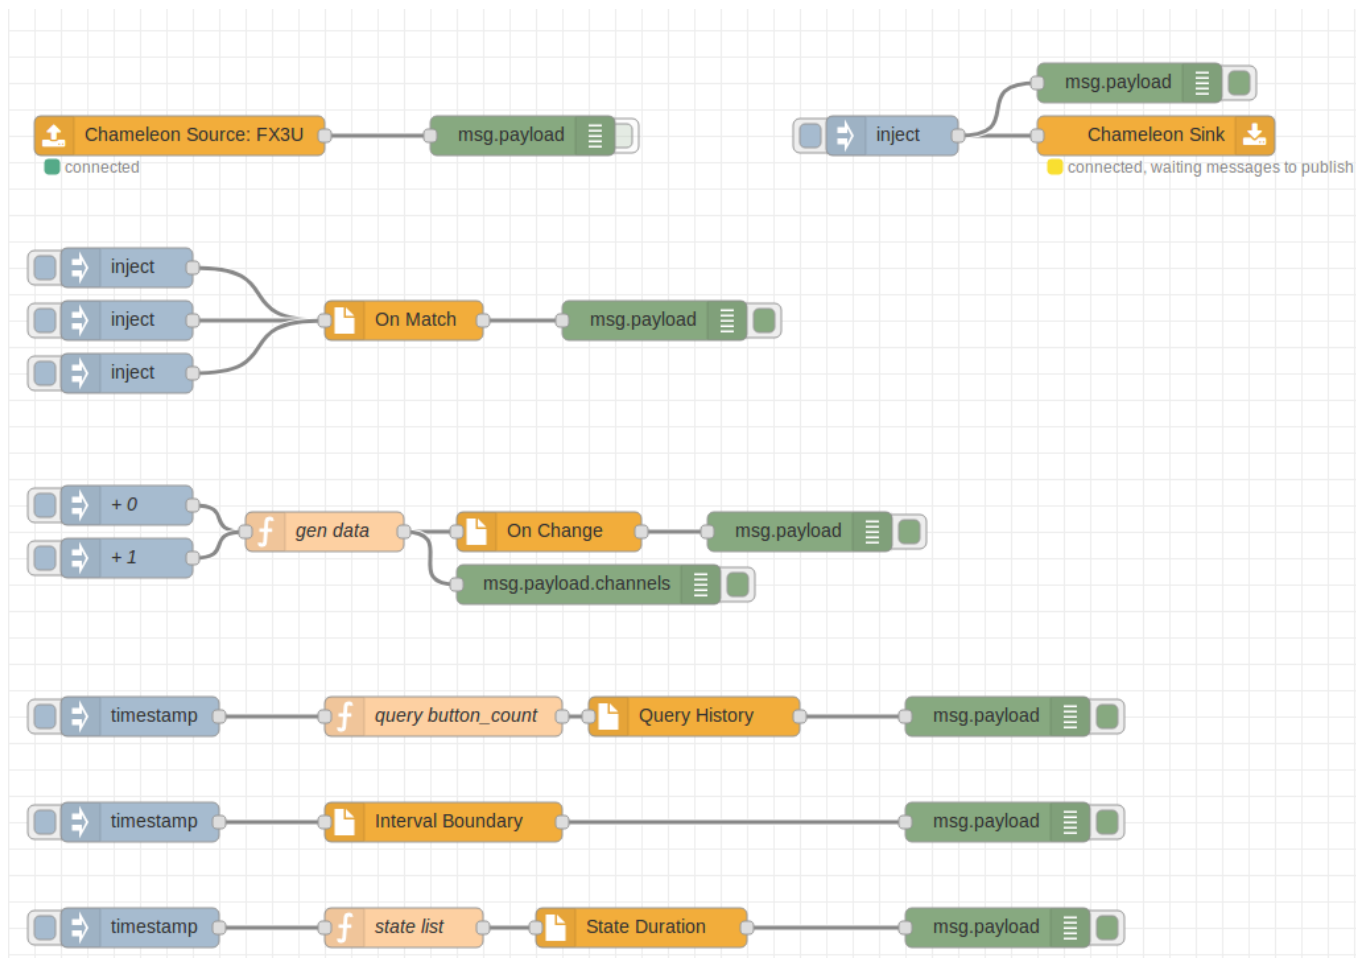 msg.payload
Chameleon Source: FX3U
msg.payload
inject
Chameleon Sink
connected
connected, waiting messages to publish
inject
inject
On Match
msg.payload
inject
+ 0
gen data
On Change
msg.payload
+ 1
msg.payload.channels
timestamp
query button_count
Query History
msg.payload
timestamp
Interval Boundary
msg.payload
timestamp
state list
State Duration
msg.payload